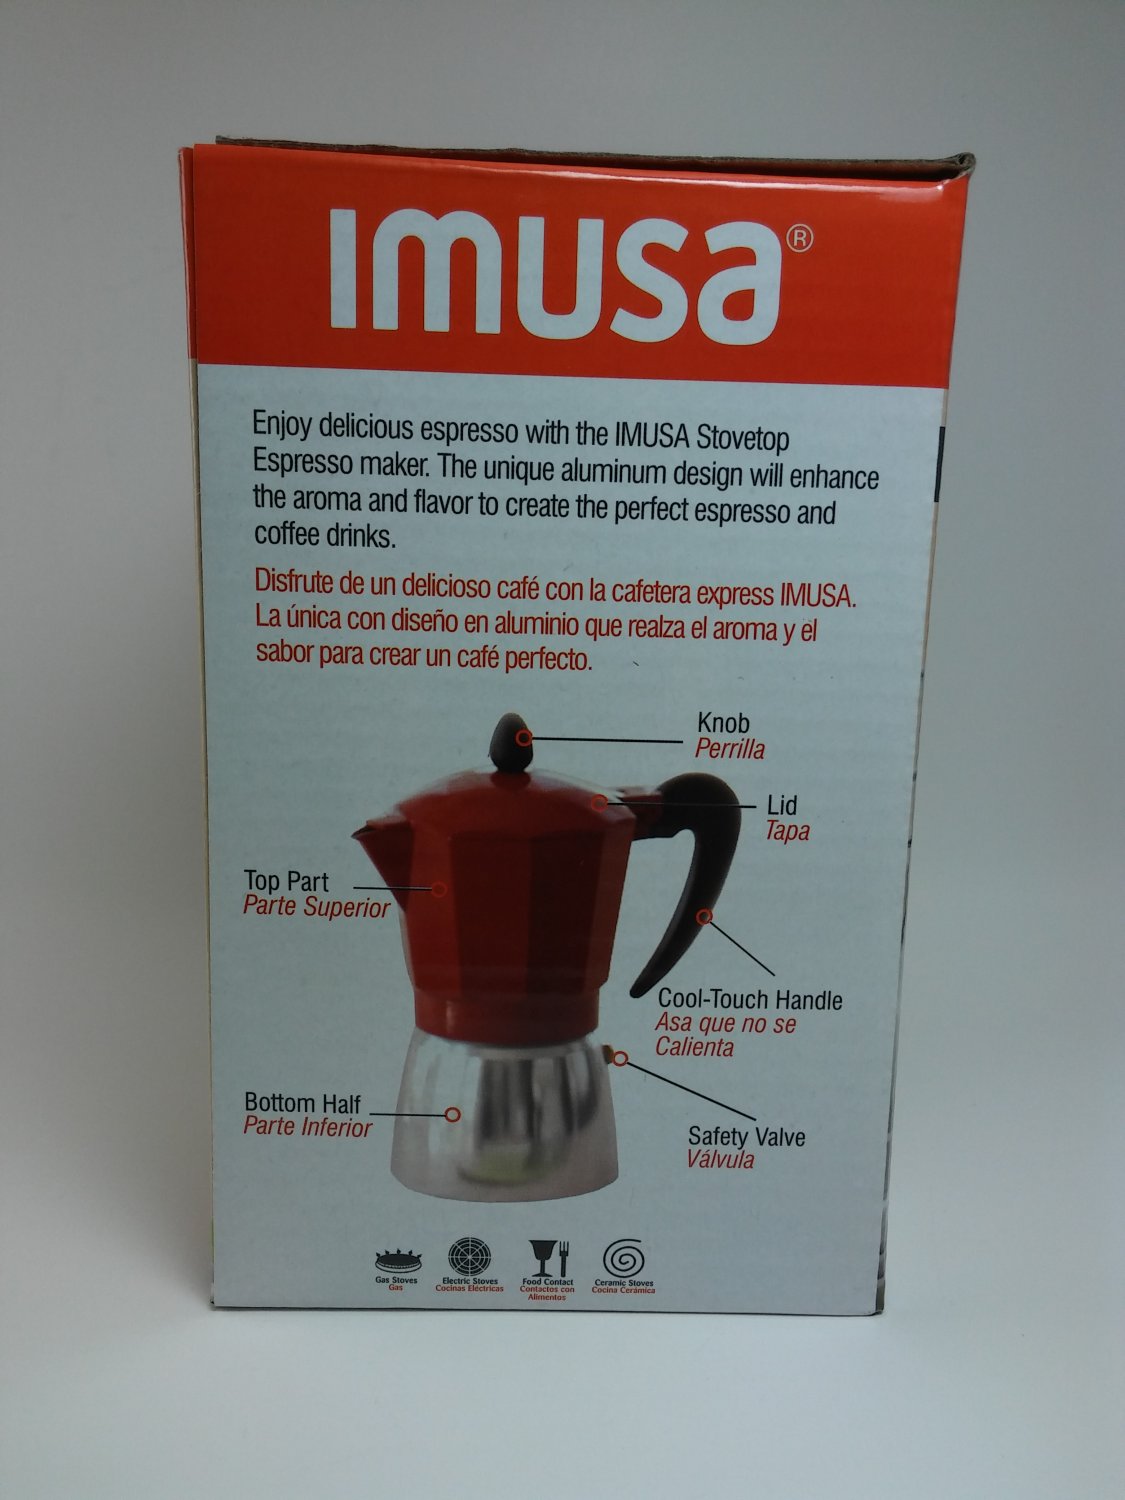 IMUSA®
Enjoy delicious espresso with the IMUSA Stovetop
Espresso maker. The unique aluminum design will enhance
the aroma and flavor to create the perfect espresso and
coffee drinks.
Disfrute de un delicioso café con la cafetera express IMUSA.
La única con diseño en aluminio que realza el aroma y el
sabor para crear un café perfecto.
Knob
Perrilla
Lid
Tapa
Top Part
Parte Superior
Cool-Touch Handle
Asa que no se
Calienta
Bottom Half
Parte Inferior
Safety Valve
Válvula
Gas Stoves
Gas
Electric Stoves
Cocinas Eléctricas
Food Contact
Contactos con
Alimentos
Ceramic Stoves
Cocina Cerámica